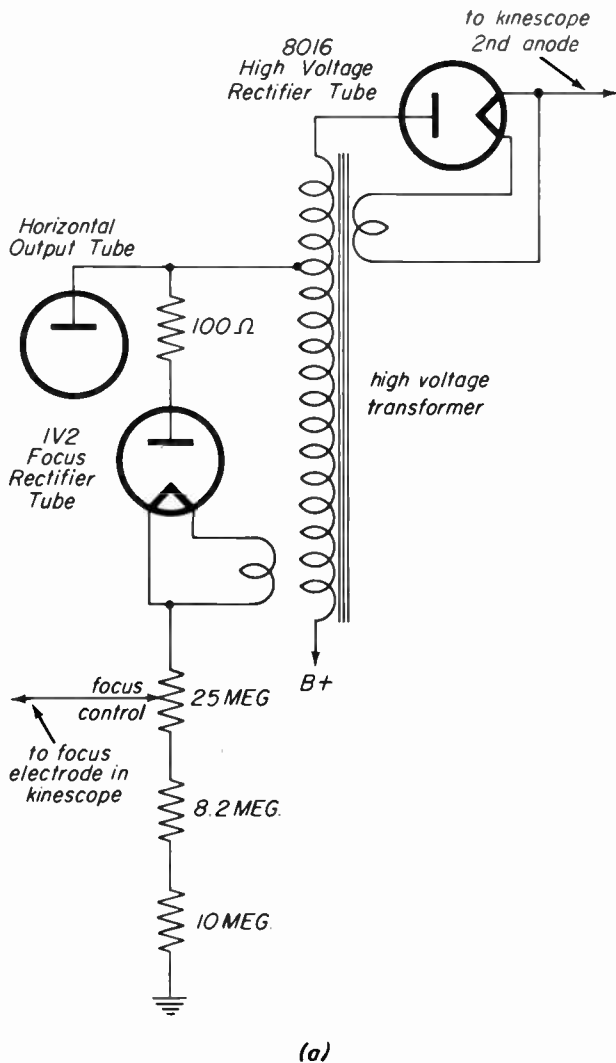 to kinescope
2nd anode
8016
High Voltage
Rectifier Tube
Horizontal
Output Tube
100 Ω
high voltage
transformer
1V2
Focus
Rectifier
Tube
B+
focus
control
25 MEG
to focus
electrode in
kinescope
8.2 MEG.
10 MEG.
(a)